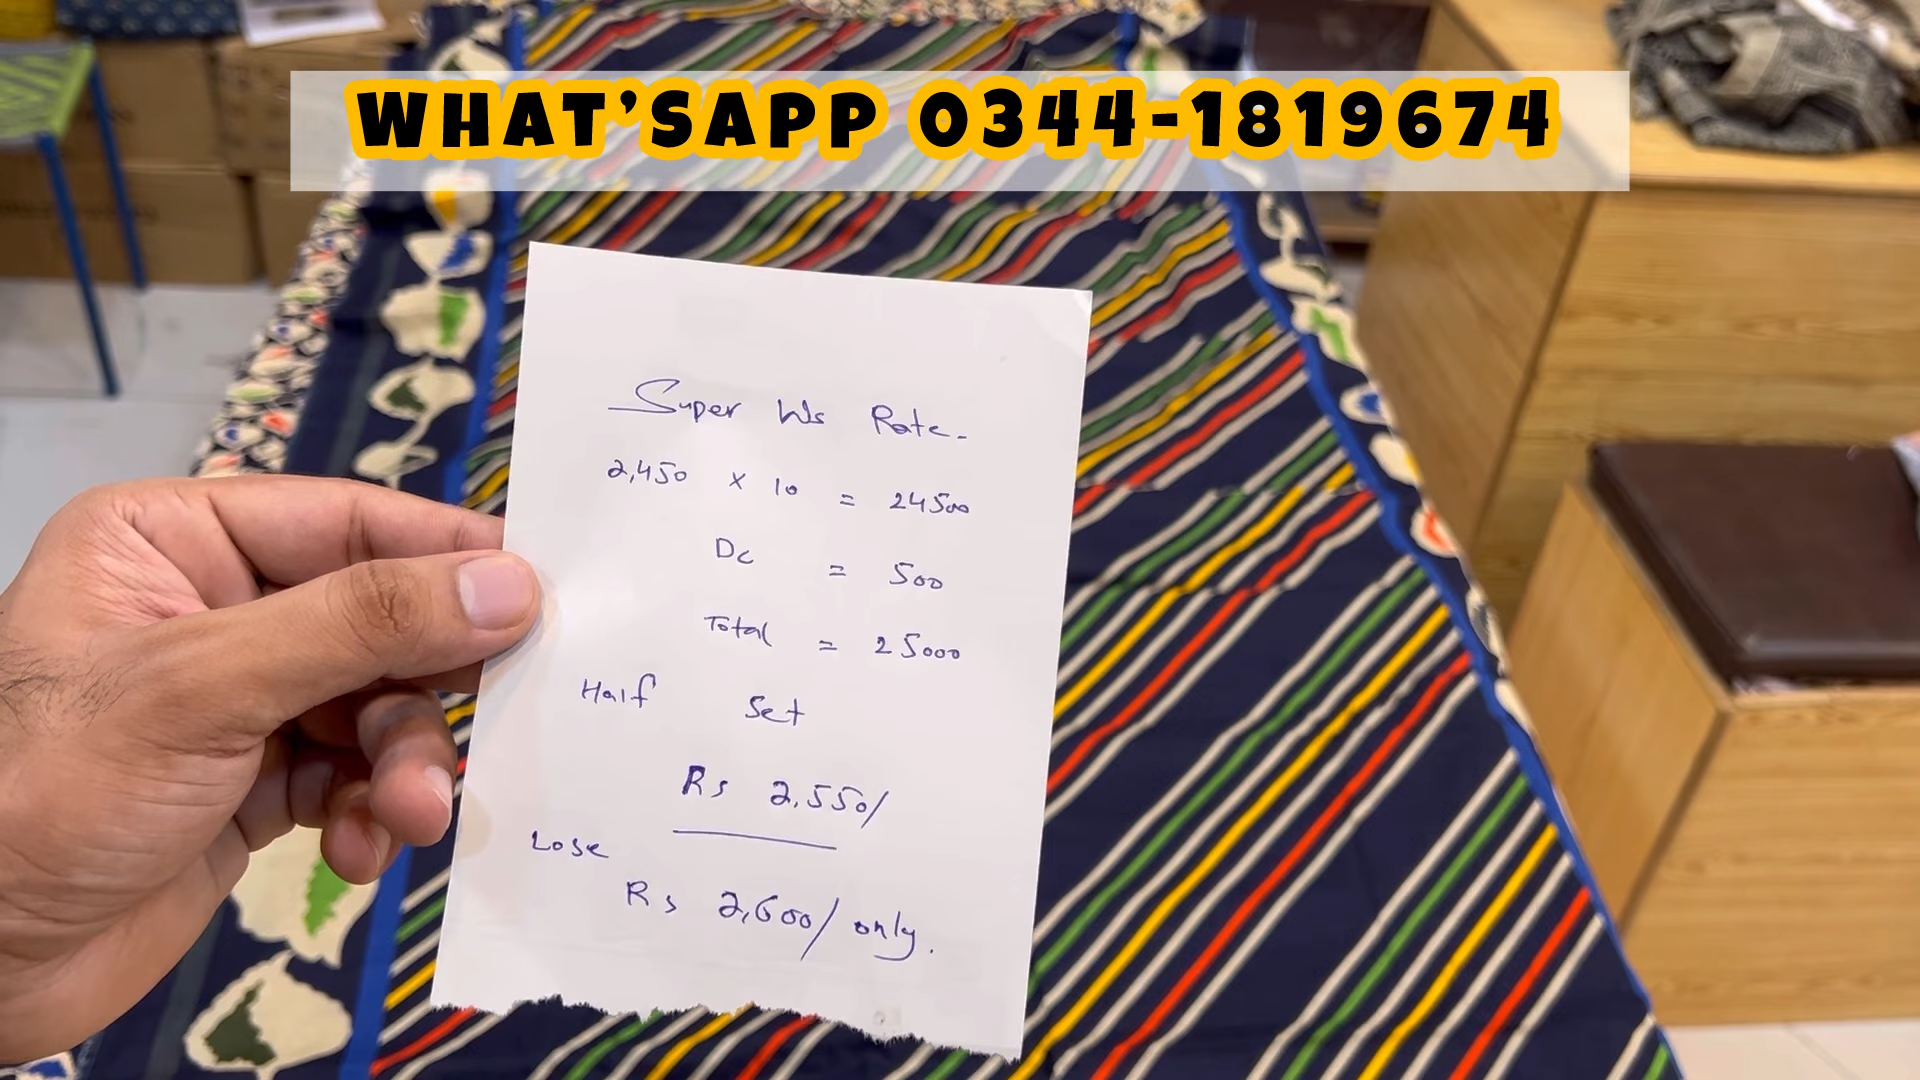 WHAT'SAPP 0344-1819674
Super Ws Rate.
2,450 x 10 = 24500
Dc = 500
Total = 25000
Half Set
Rs 2,550/
Lose
Rs 2,600/ only.